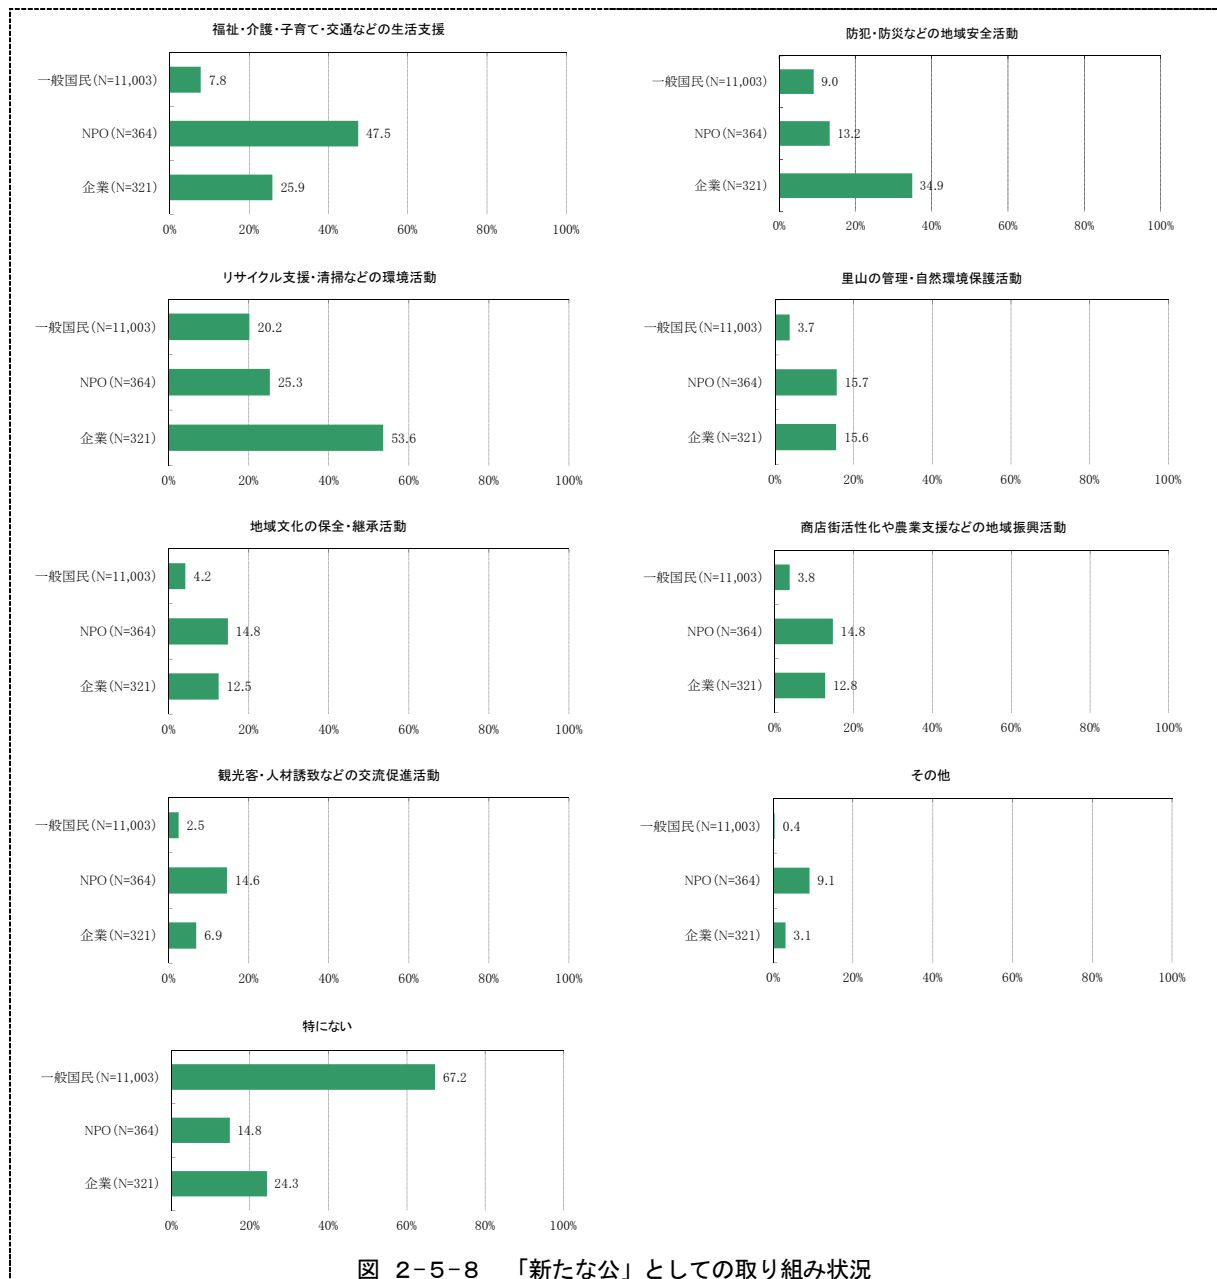 福祉・介護・子育て・交通などの生活支援
一般国民(N=11,003) 7.8
NPO(N=364) 47.5
企業(N=321) 25.9
0% 20% 40% 60% 80% 100%
防犯・防災などの地域安全活動
一般国民(N=11,003) 9.0
NPO(N=364) 13.2
企業(N=321) 34.9
0% 20% 40% 60% 80% 100%
リサイクル支援・清掃などの環境活動
一般国民(N=11,003) 20.2
NPO(N=364) 25.3
企業(N=321) 53.6
0% 20% 40% 60% 80% 100%
里山の管理・自然環境保護活動
一般国民(N=11,003) 3.7
NPO(N=364) 15.7
企業(N=321) 15.6
0% 20% 40% 60% 80% 100%
地域文化の保全・継承活動
一般国民(N=11,003) 4.2
NPO(N=364) 14.8
企業(N=321) 12.5
0% 20% 40% 60% 80% 100%
商店街活性化や農業支援などの地域振興活動
一般国民(N=11,003) 3.8
NPO(N=364) 14.8
企業(N=321) 12.8
0% 20% 40% 60% 80% 100%
観光客・人材誘致などの交流促進活動
一般国民(N=11,003) 2.5
NPO(N=364) 14.6
企業(N=321) 6.9
0% 20% 40% 60% 80% 100%
その他
一般国民(N=11,003) 0.4
NPO(N=364) 9.1
企業(N=321) 3.1
0% 20% 40% 60% 80% 100%
特にない
一般国民(N=11,003) 67.2
NPO(N=364) 14.8
企業(N=321) 24.3
0% 20% 40% 60% 80% 100%
図 2-5-8 「新たな公」としての取り組み状況